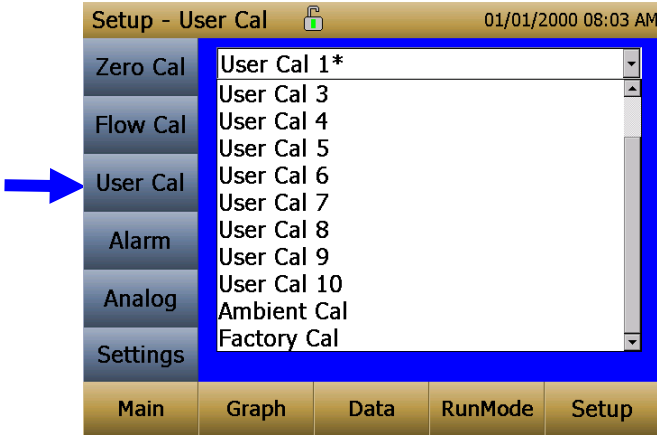 Setup - User Cal 01/01/2000 08:03 AM
Zero Cal
Flow Cal
User Cal
Alarm
Analog
Settings
User Cal 1*
User Cal 3
User Cal 4
User Cal 5
User Cal 6
User Cal 7
User Cal 8
User Cal 9
User Cal 10
Ambient Cal
Factory Cal
Main Graph Data RunMode Setup